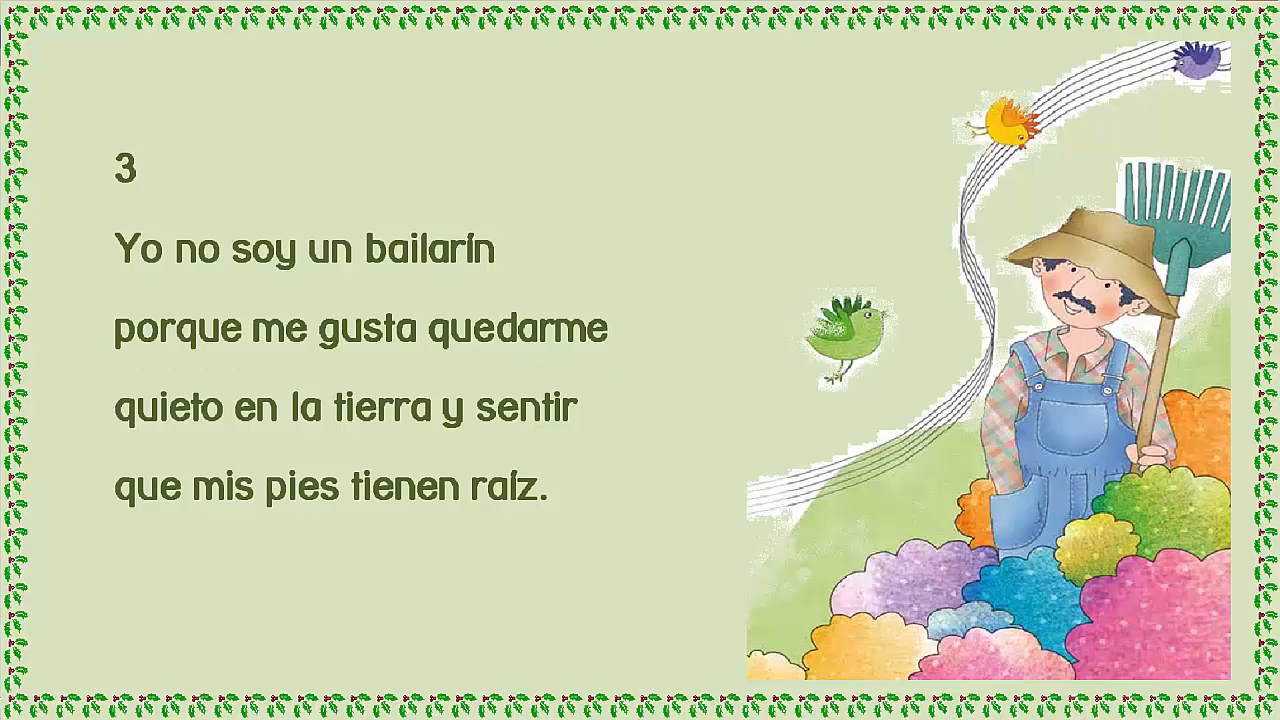 3
Yo no soy un bailarín
porque me gusta quedarme
quieto en la tierra y sentir
que mis pies tienen raíz.